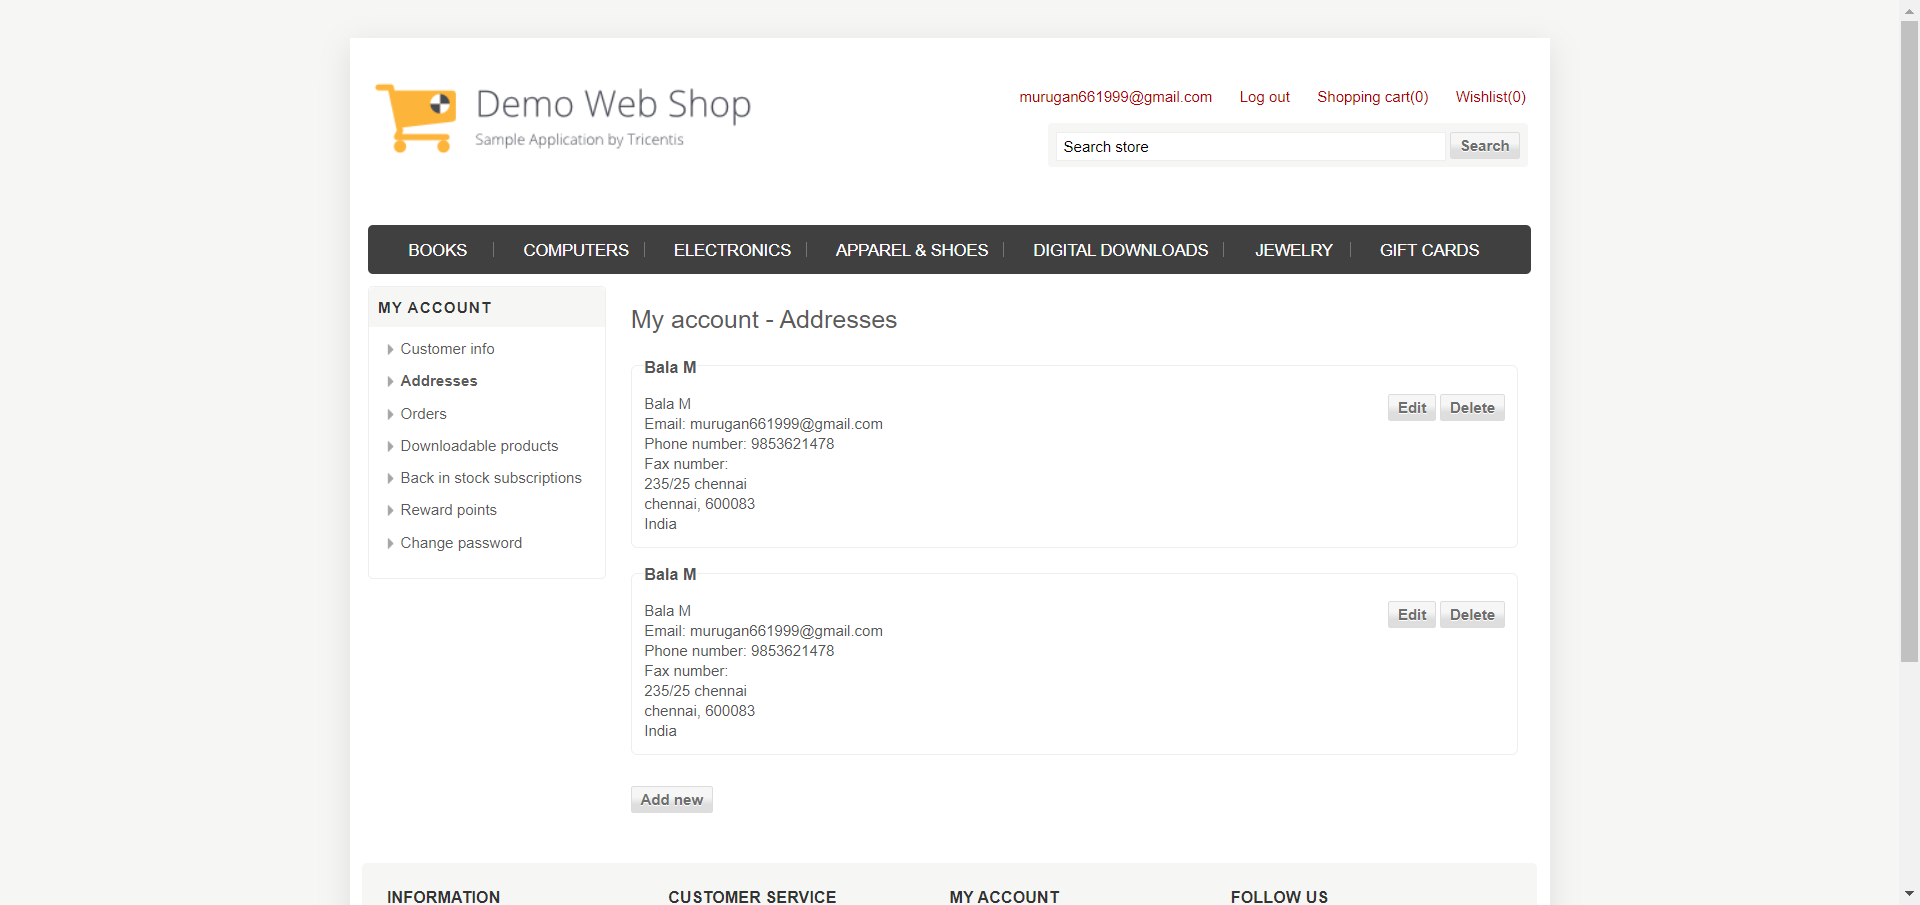 Demo Web Shop
Sample Application by Tricentis
murugan661999@gmail.com Log out Shopping cart(0) Wishlist(0)
Search store Search
BOOKS COMPUTERS ELECTRONICS APPAREL & SHOES DIGITAL DOWNLOADS JEWELRY GIFT CARDS
MY ACCOUNT
Customer info
Addresses
Orders
Downloadable products
Back in stock subscriptions
Reward points
Change password
My account - Addresses
Bala M
Bala M
Email: murugan661999@gmail.com
Phone number: 9853621478
Fax number:
235/25 chennai
chennai, 600083
India
Edit Delete
Bala M
Bala M
Email: murugan661999@gmail.com
Phone number: 9853621478
Fax number:
235/25 chennai
chennai, 600083
India
Edit Delete
Add new
INFORMATION CUSTOMER SERVICE MY ACCOUNT FOLLOW US